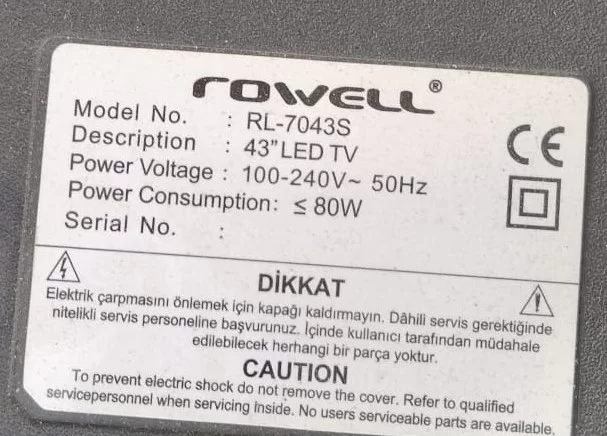 ROWELL®
Model No. : RL-7043S
Description : 43”LED TV
Power Voltage : 100-240V~ 50Hz
Power Consumption: ≤ 80W
Serial No. :
CE
DİKKAT
Elektrik çarpmasını önlemek için kapağı kaldırmayın. Dâhili servis gerektiğinde
nitelikli servis personeline başvurunuz. İçinde kullanıcı tarafından müdahale
edilebilecek herhangi bir parça yoktur.
CAUTION
To prevent electric shock do not remove the cover. Refer to qualified
servicepersonnel when servicing inside. No users serviceable parts are available.